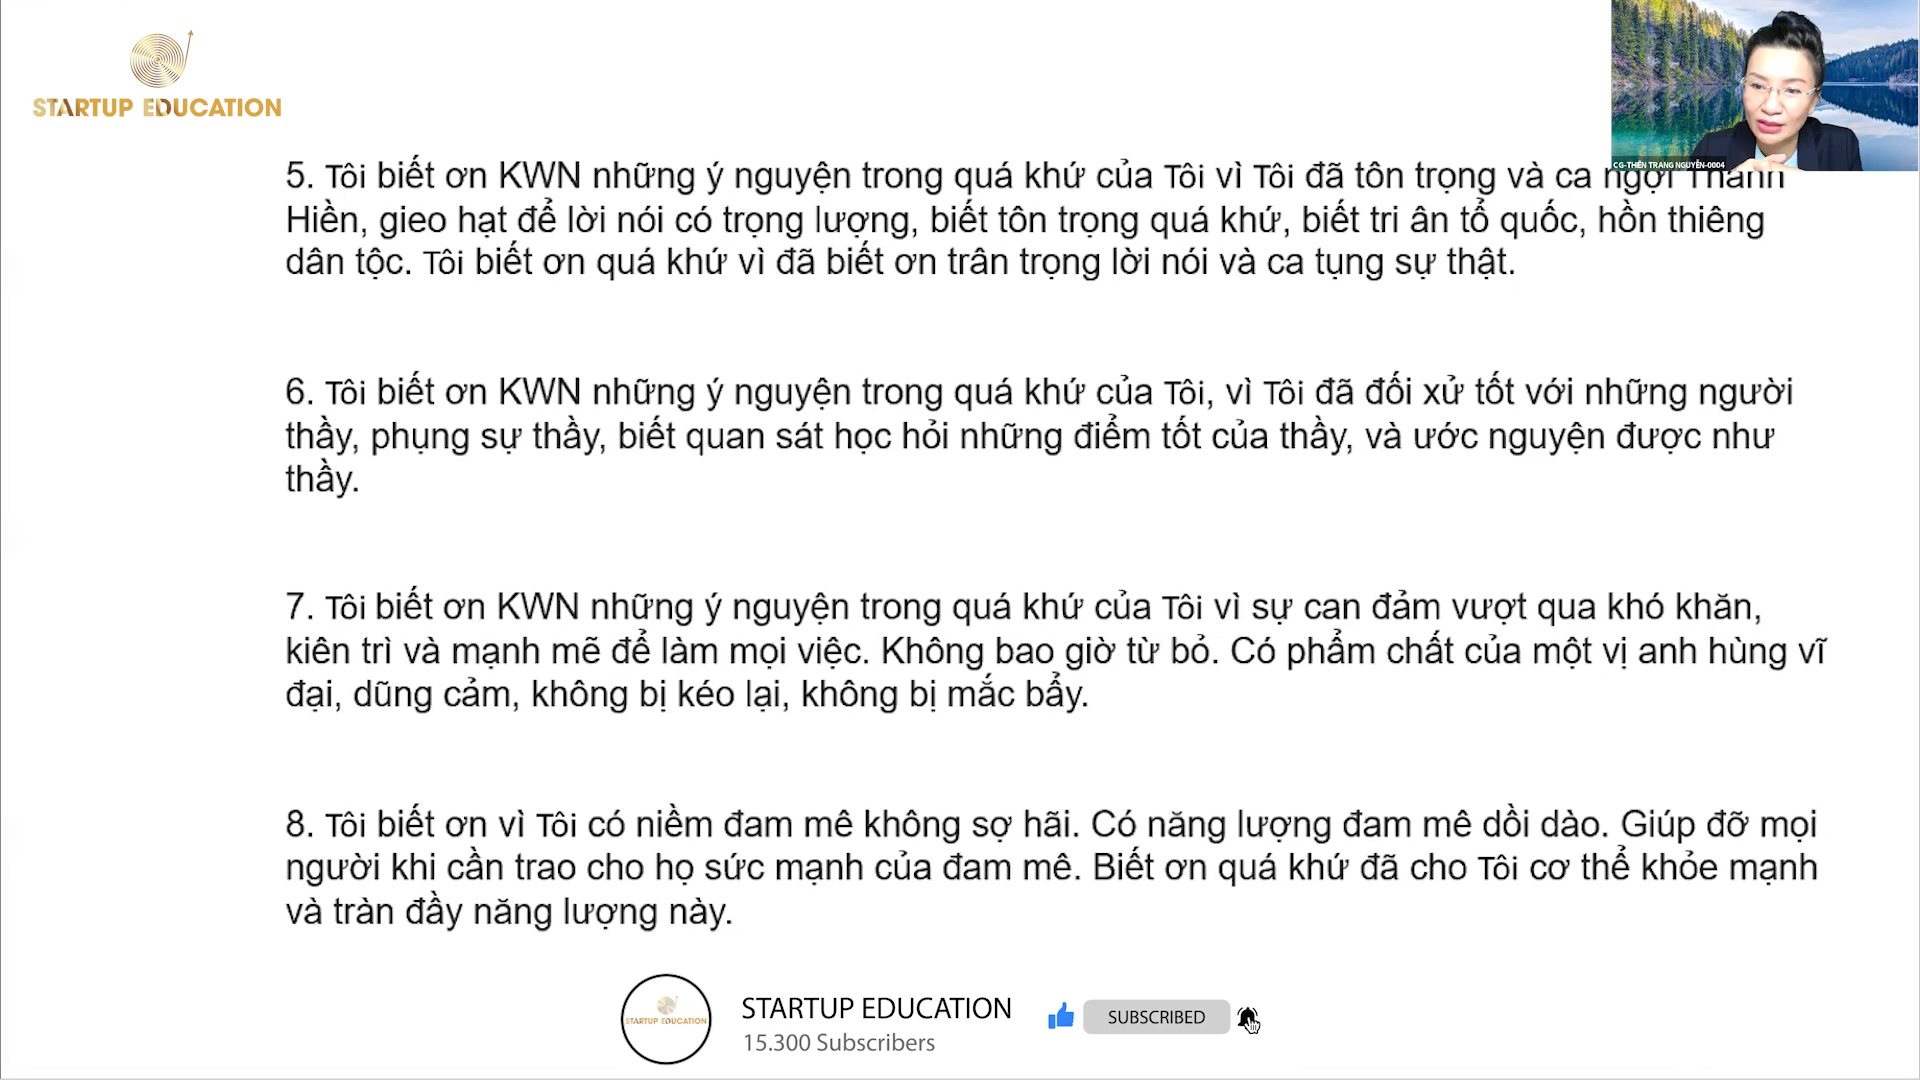 STARTUP EDUCATION
CG-THIÊN TRANG NGUYỄN-0004
5. Tôi biết ơn KWN những ý nguyện trong quá khứ của Tôi vì Tôi đã tôn trọng và ca ngợi Thánh
Hiền, gieo hạt để lời nói có trọng lượng, biết tôn trọng quá khứ, biết tri ân tổ quốc, hồn thiêng
dân tộc. Tôi biết ơn quá khứ vì đã biết ơn trân trọng lời nói và ca tụng sự thật.
6. Tôi biết ơn KWN những ý nguyện trong quá khứ của Tôi, vì Tôi đã đối xử tốt với những người
thầy, phụng sự thầy, biết quan sát học hỏi những điểm tốt của thầy, và ước nguyện được như
thầy.
7. Tôi biết ơn KWN những ý nguyện trong quá khứ của Tôi vì sự can đảm vượt qua khó khăn,
kiên trì và mạnh mẽ để làm mọi việc. Không bao giờ từ bỏ. Có phẩm chất của một vị anh hùng vĩ
đại, dũng cảm, không bị kéo lại, không bị mắc bẩy.
8. Tôi biết ơn vì Tôi có niềm đam mê không sợ hãi. Có năng lượng đam mê dồi dào. Giúp đỡ mọi
người khi cần trao cho họ sức mạnh của đam mê. Biết ơn quá khứ đã cho Tôi cơ thể khỏe mạnh
và tràn đầy năng lượng này.
STARTUP EDUCATION
STARTUP EDUCATION
15.300 Subscribers
SUBSCRIBED